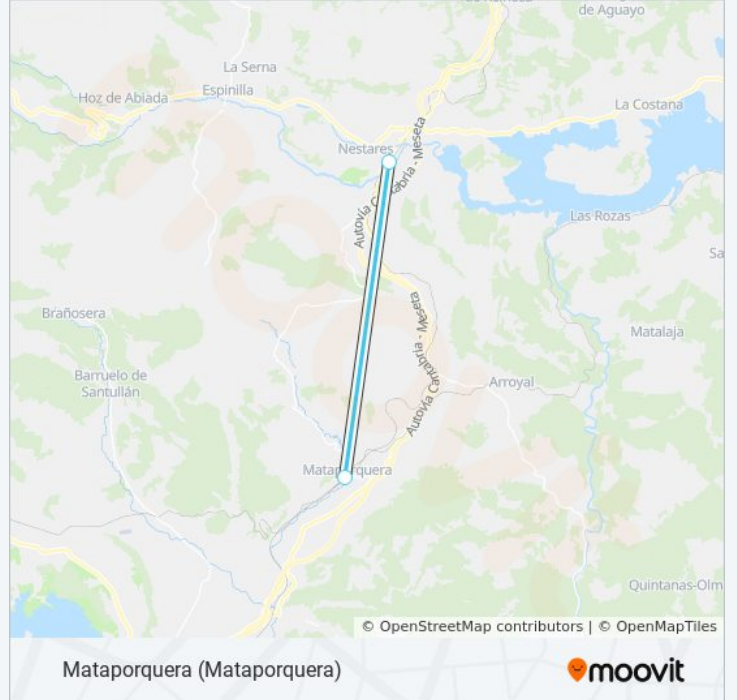 de Aguayo
La Serna
Espinilla
Hoz de Abiada
La Costana
Nestares
Autovía Cantabria - Meseta
Las Rozas
Sa
Brañosera
Autovía Cantabria - Meseta
Matalaja
Barruelo de
Santullán
Arroyal
Mataporquera
Quintanas-Olm
© OpenStreetMap contributors | © OpenMapTiles
Mataporquera (Mataporquera)
moovit